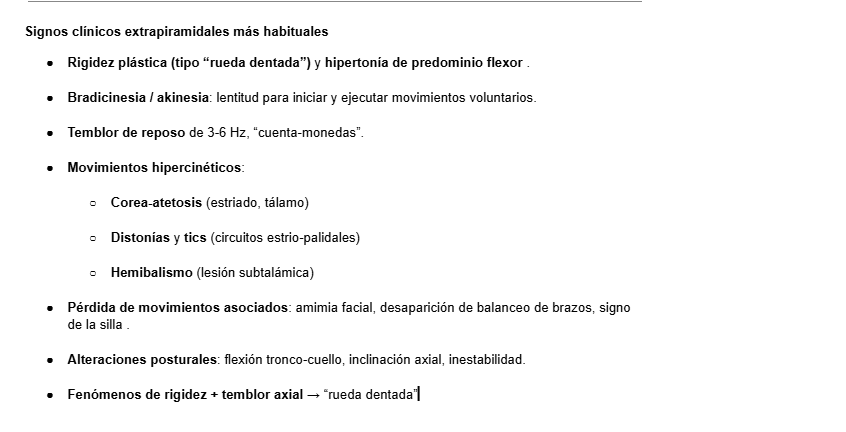 Signos clínicos extrapiramidales más habituales
● Rigidez plástica (tipo “rueda dentada”) y hipertonía de predominio flexor .
● Bradicinesia / akinesia: lentitud para iniciar y ejecutar movimientos voluntarios.
● Temblor de reposo de 3-6 Hz, “cuenta-monedas”.
● Movimientos hipercinéticos:
○ Corea-atetosis (estriado, tálamo)
○ Distonías y tics (circuitos estrio-palidales)
○ Hemibalismo (lesión subtalámica)
● Pérdida de movimientos asociados: amimia facial, desaparición de balanceo de brazos, signo
de la silla .
● Alteraciones posturales: flexión tronco-cuello, inclinación axial, inestabilidad.
● Fenómenos de rigidez + temblor axial → “rueda dentada”